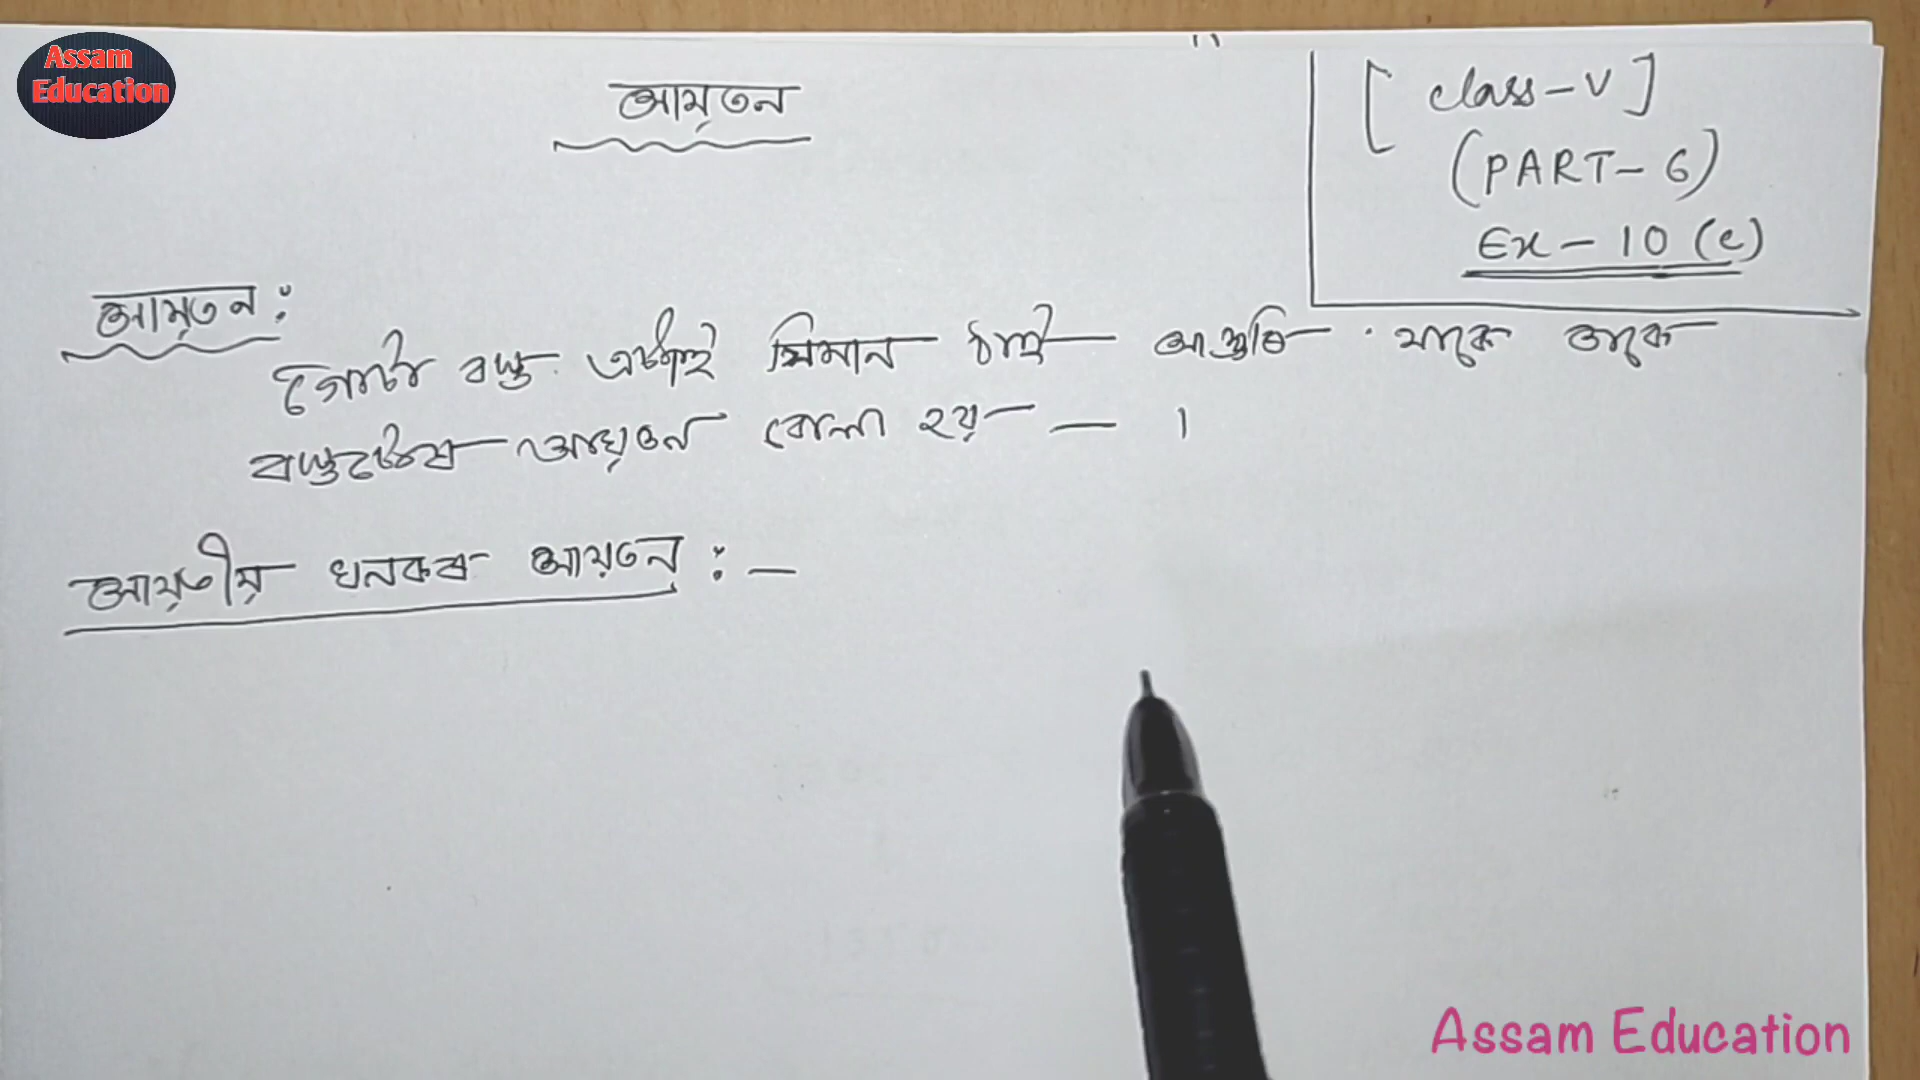 Assam
Education
আয়তন
[ Class-V ]
(PART-6)
Ex-10 (c)
আয়তন :
গোটা বস্তু এটাই যিমান ঠাই আগুৰি থাকে তাকে
বস্তুটোৰ আয়তন বোলা হয় — ।
আয়তীয় ঘনকৰ আয়তন : —
Assam Education